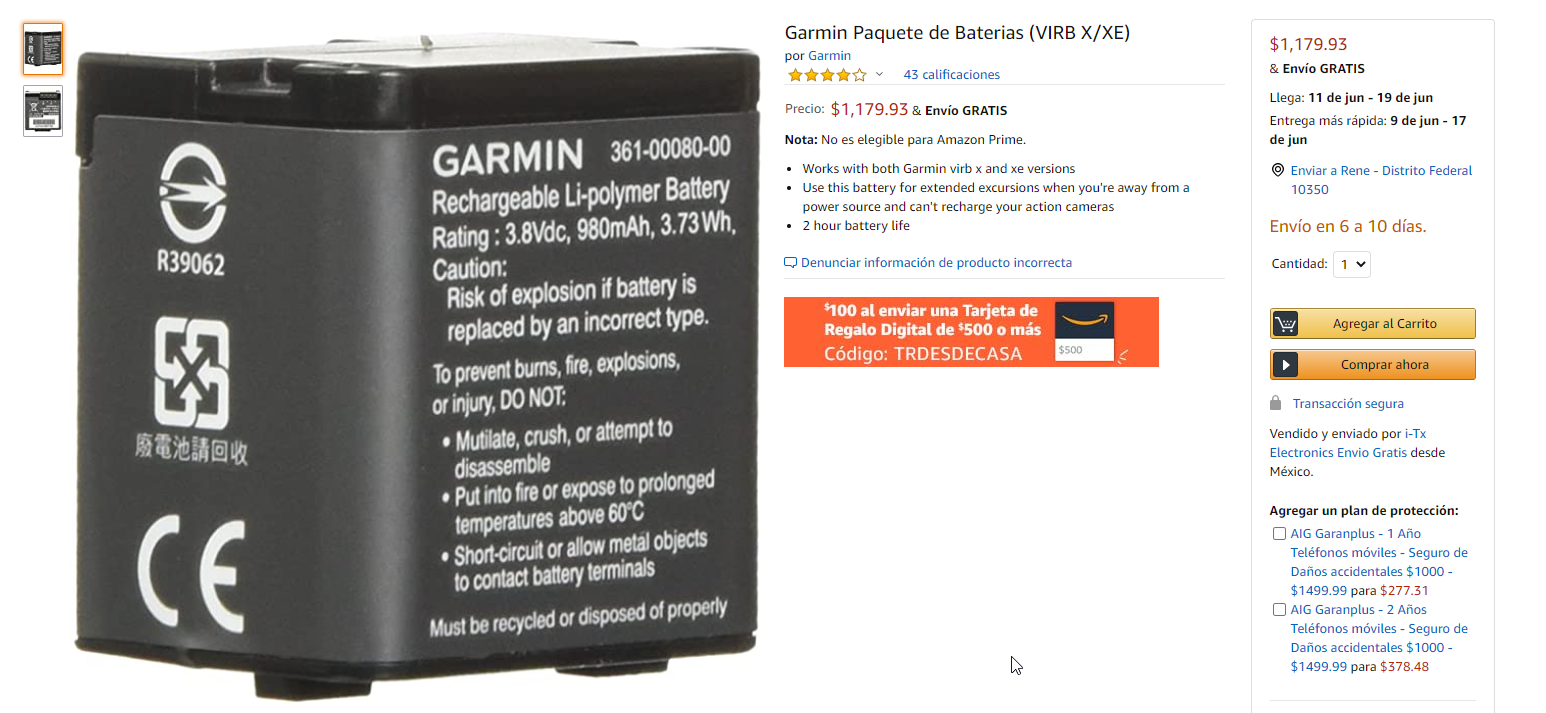 R39062
廢電池請回收
CE
GARMIN 361-00080-00
Rechargeable Li-polymer Battery
Rating : 3.8Vdc, 980mAh, 3.73Wh,
Caution:
Risk of explosion if battery is
replaced by an incorrect type.
To prevent burns, fire, explosions,
or injury, DO NOT:
• Mutilate, crush, or attempt to
disassemble
• Put into fire or expose to prolonged
temperatures above 60°C
• Short-circuit or allow metal objects
to contact battery terminals
Must be recycled or disposed of properly
Garmin Paquete de Baterias (VIRB X/XE)
por Garmin
43 calificaciones
Precio: $1,179.93 & Envío GRATIS
Nota: No es elegible para Amazon Prime.
• Works with both Garmin virb x and xe versions
• Use this battery for extended excursions when you're away from a
power source and can't recharge your action cameras
• 2 hour battery life
Denunciar información de producto incorrecta
$100 al enviar una Tarjeta de
Regalo Digital de $500 o más
Código: TRDESDECASA
$500
$1,179.93
& Envío GRATIS
Llega: 11 de jun - 19 de jun
Entrega más rápida: 9 de jun - 17
de jun
Enviar a Rene - Distrito Federal
10350
Envío en 6 a 10 días.
Cantidad: 1
Agregar al Carrito
Comprar ahora
Transacción segura
Vendido y enviado por i-Tx
Electronics Envio Gratis desde
México.
Agregar un plan de protección:
AIG Garanplus - 1 Año
Teléfonos móviles - Seguro de
Daños accidentales $1000 -
$1499.99 para $277.31
AIG Garanplus - 2 Años
Teléfonos móviles - Seguro de
Daños accidentales $1000 -
$1499.99 para $378.48